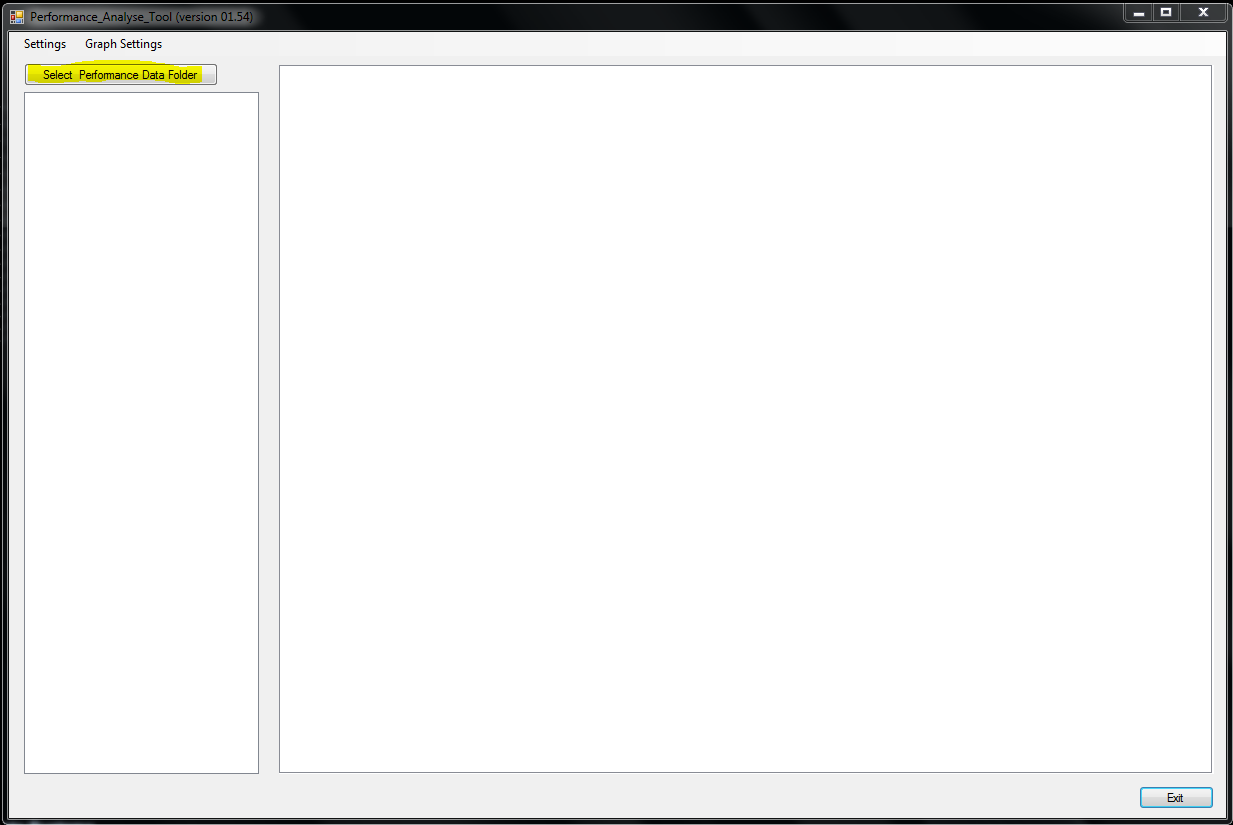 Performance_Analyse_Tool (version 01.54)
Settings Graph Settings
Select Performance Data Folder
Exit